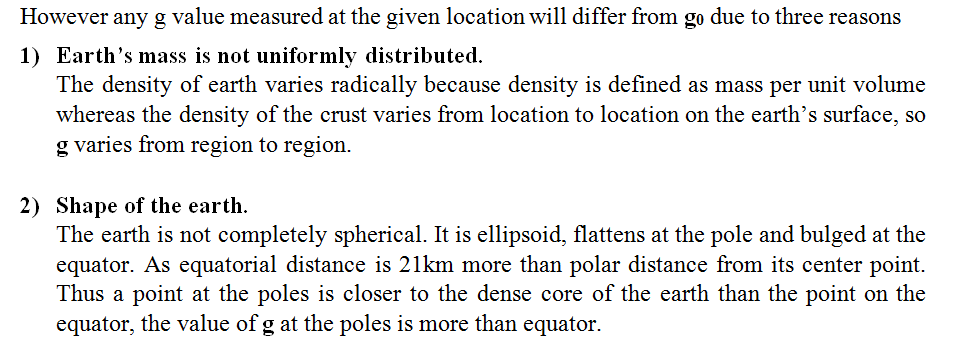 However any g value measured at the given location will differ from g0 due to three reasons
1) Earth's mass is not uniformly distributed.
The density of earth varies radically because density is defined as mass per unit volume
whereas the density of the crust varies from location to location on the earth's surface, so
g varies from region to region.
2) Shape of the earth.
The earth is not completely spherical. It is ellipsoid, flattens at the pole and bulged at the
equator. As equatorial distance is 21km more than polar distance from its center point.
Thus a point at the poles is closer to the dense core of the earth than the point on the
equator, the value of g at the poles is more than equator.